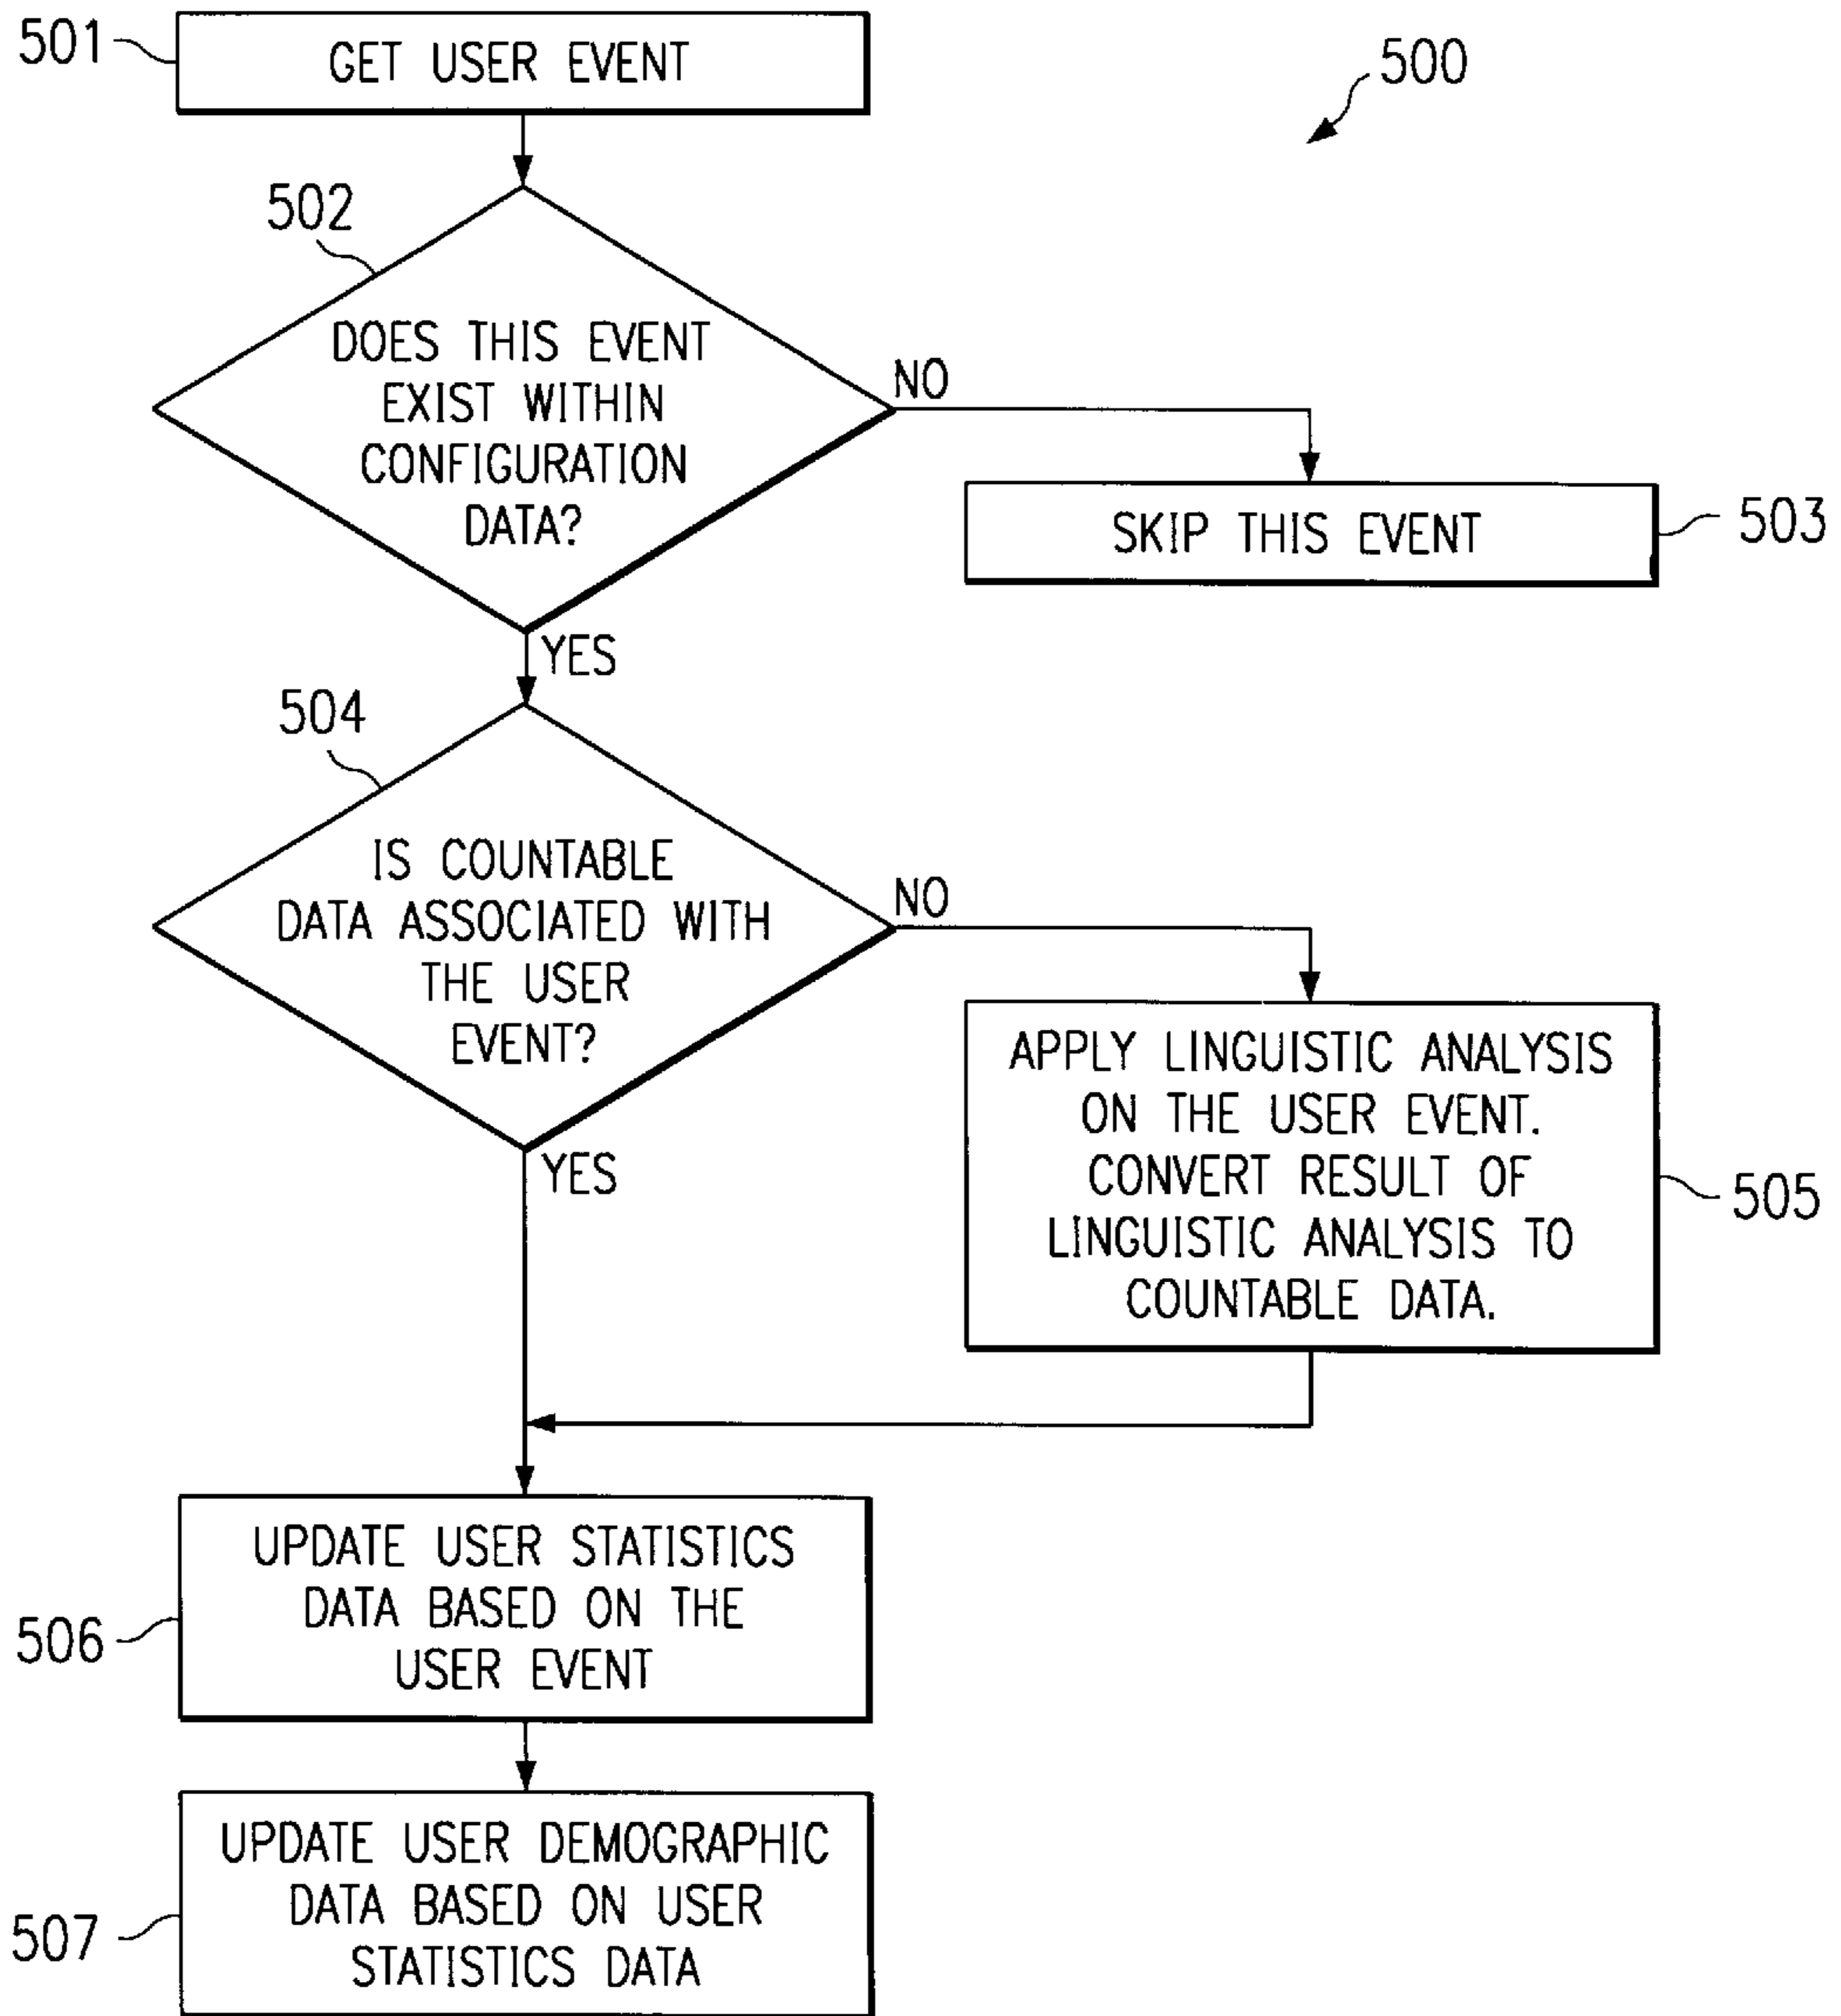 501
GET USER EVENT
500
502
DOES THIS EVENT
EXIST WITHIN
CONFIGURATION
DATA?
NO
SKIP THIS EVENT
503
YES
504
IS COUNTABLE
DATA ASSOCIATED WITH
THE USER
EVENT?
NO
YES
APPLY LINGUISTIC ANALYSIS
ON THE USER EVENT.
CONVERT RESULT OF
LINGUISTIC ANALYSIS TO
COUNTABLE DATA.
505
UPDATE USER STATISTICS
DATA BASED ON THE
USER EVENT
506
UPDATE USER DEMOGRAPHIC
DATA BASED ON USER
STATISTICS DATA
507